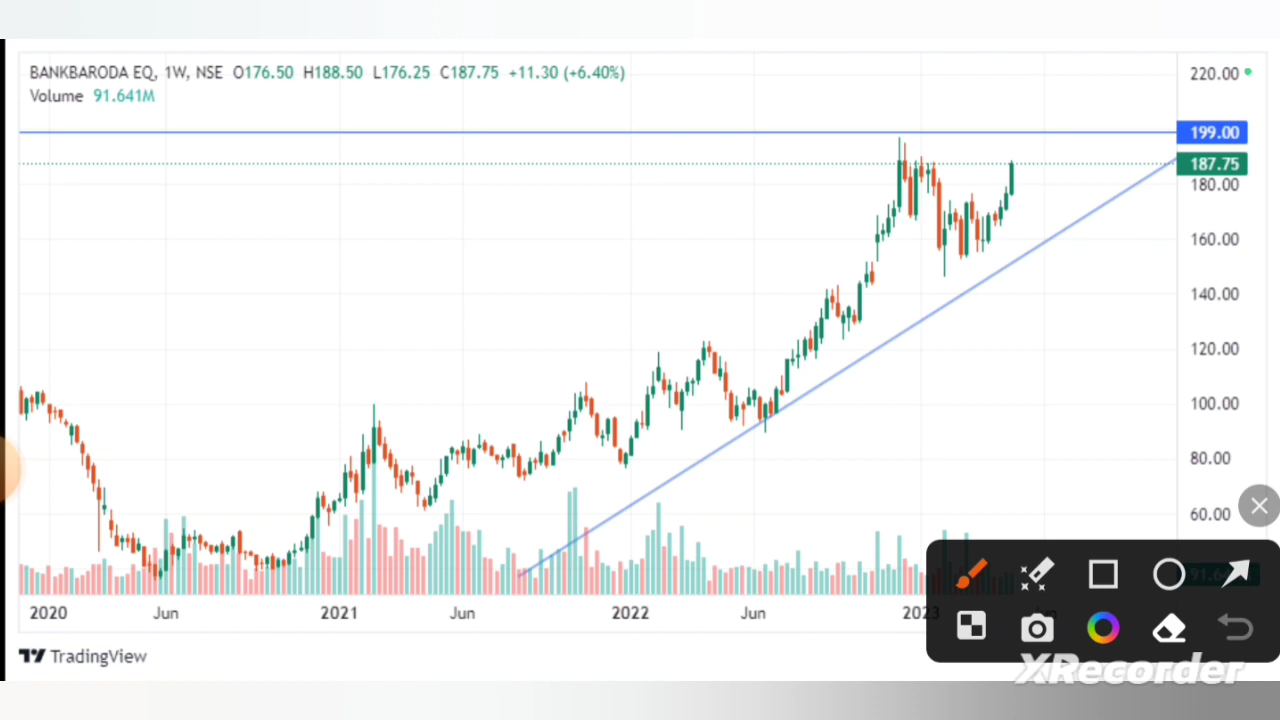 BANKBARODA EQ, 1W, NSE O176.50 H188.50 L176.25 C187.75 +11.30 (+6.40%)
Volume 91.641M
220.00
199.00
187.75
180.00
160.00
140.00
120.00
100.00
80.00
60.00
2020 Jun 2021 Jun 2022 Jun 2023
TradingView
XRecorder